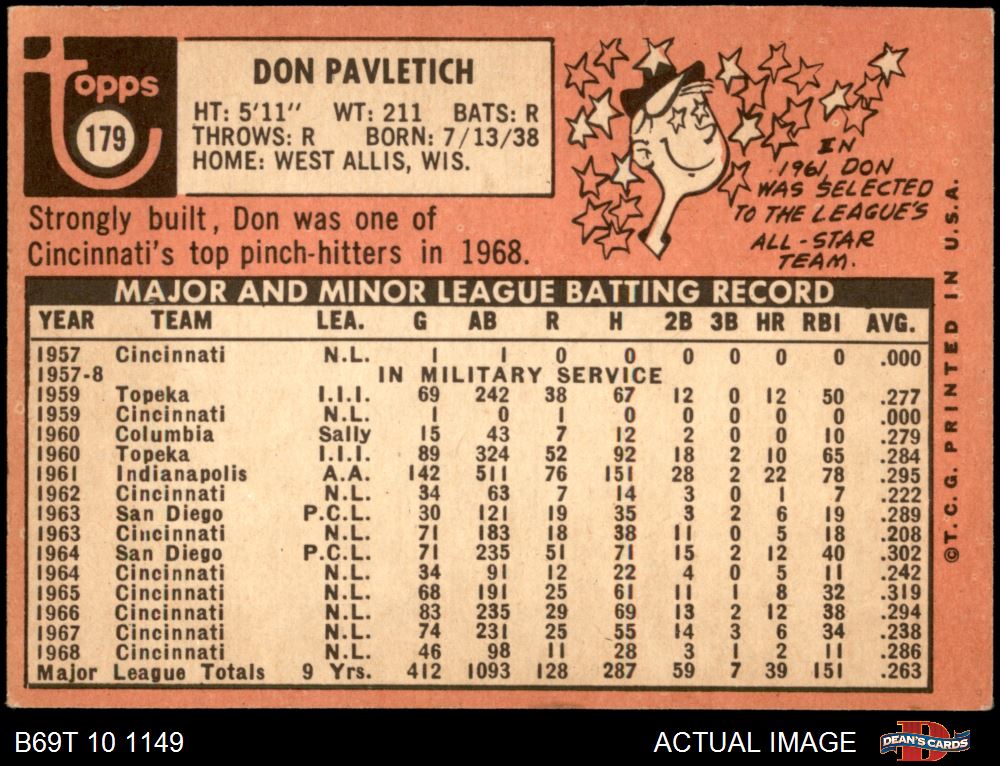 topps
179
DON PAVLETICH
HT: 5'11" WT: 211 BATS: R
THROWS: R BORN: 7/13/38
HOME: WEST ALLIS, WIS.
Strongly built, Don was one of
Cincinnati's top pinch-hitters in 1968.
IN
1961, DON
WAS SELECTED
TO THE LEAGUE'S
ALL-STAR
TEAM.
MAJOR AND MINOR LEAGUE BATTING RECORD
YEAR TEAM LEA. G AB R H 2B 3B HR RBI AVG.
1957 Cincinnati N.L. 1 1 0 0 0 0 0 0 .000
1957-8 IN MILITARY SERVICE
1959 Topeka I.I.I. 69 242 38 67 12 0 12 50 .277
1959 Cincinnati N.L. 1 0 1 0 0 0 0 0 .000
1960 Columbia Sally 15 43 7 12 2 0 0 10 .279
1960 Topeka I.I.I. 89 324 52 92 18 2 10 65 .284
1961 Indianapolis A.A. 142 511 76 151 28 2 22 78 .295
1962 Cincinnati N.L. 34 63 7 14 3 0 1 7 .222
1963 San Diego P.C.L. 30 121 19 35 3 2 6 19 .289
1963 Cincinnati N.L. 71 183 18 38 11 0 5 18 .208
1964 San Diego P.C.L. 71 235 51 71 15 2 12 40 .302
1964 Cincinnati N.L. 34 91 12 22 4 0 5 11 .242
1965 Cincinnati N.L. 68 191 25 61 11 1 8 32 .319
1966 Cincinnati N.L. 83 235 29 69 13 2 12 38 .294
1967 Cincinnati N.L. 74 231 25 55 14 3 6 34 .238
1968 Cincinnati N.L. 46 98 11 28 3 1 2 11 .286
Major League Totals 9 Yrs. 412 1093 128 287 59 7 39 151 .263
©T.C.G. PRINTED IN U.S.A.
B69T 10 1149
ACTUAL IMAGE
D
DEAN'S CARDS